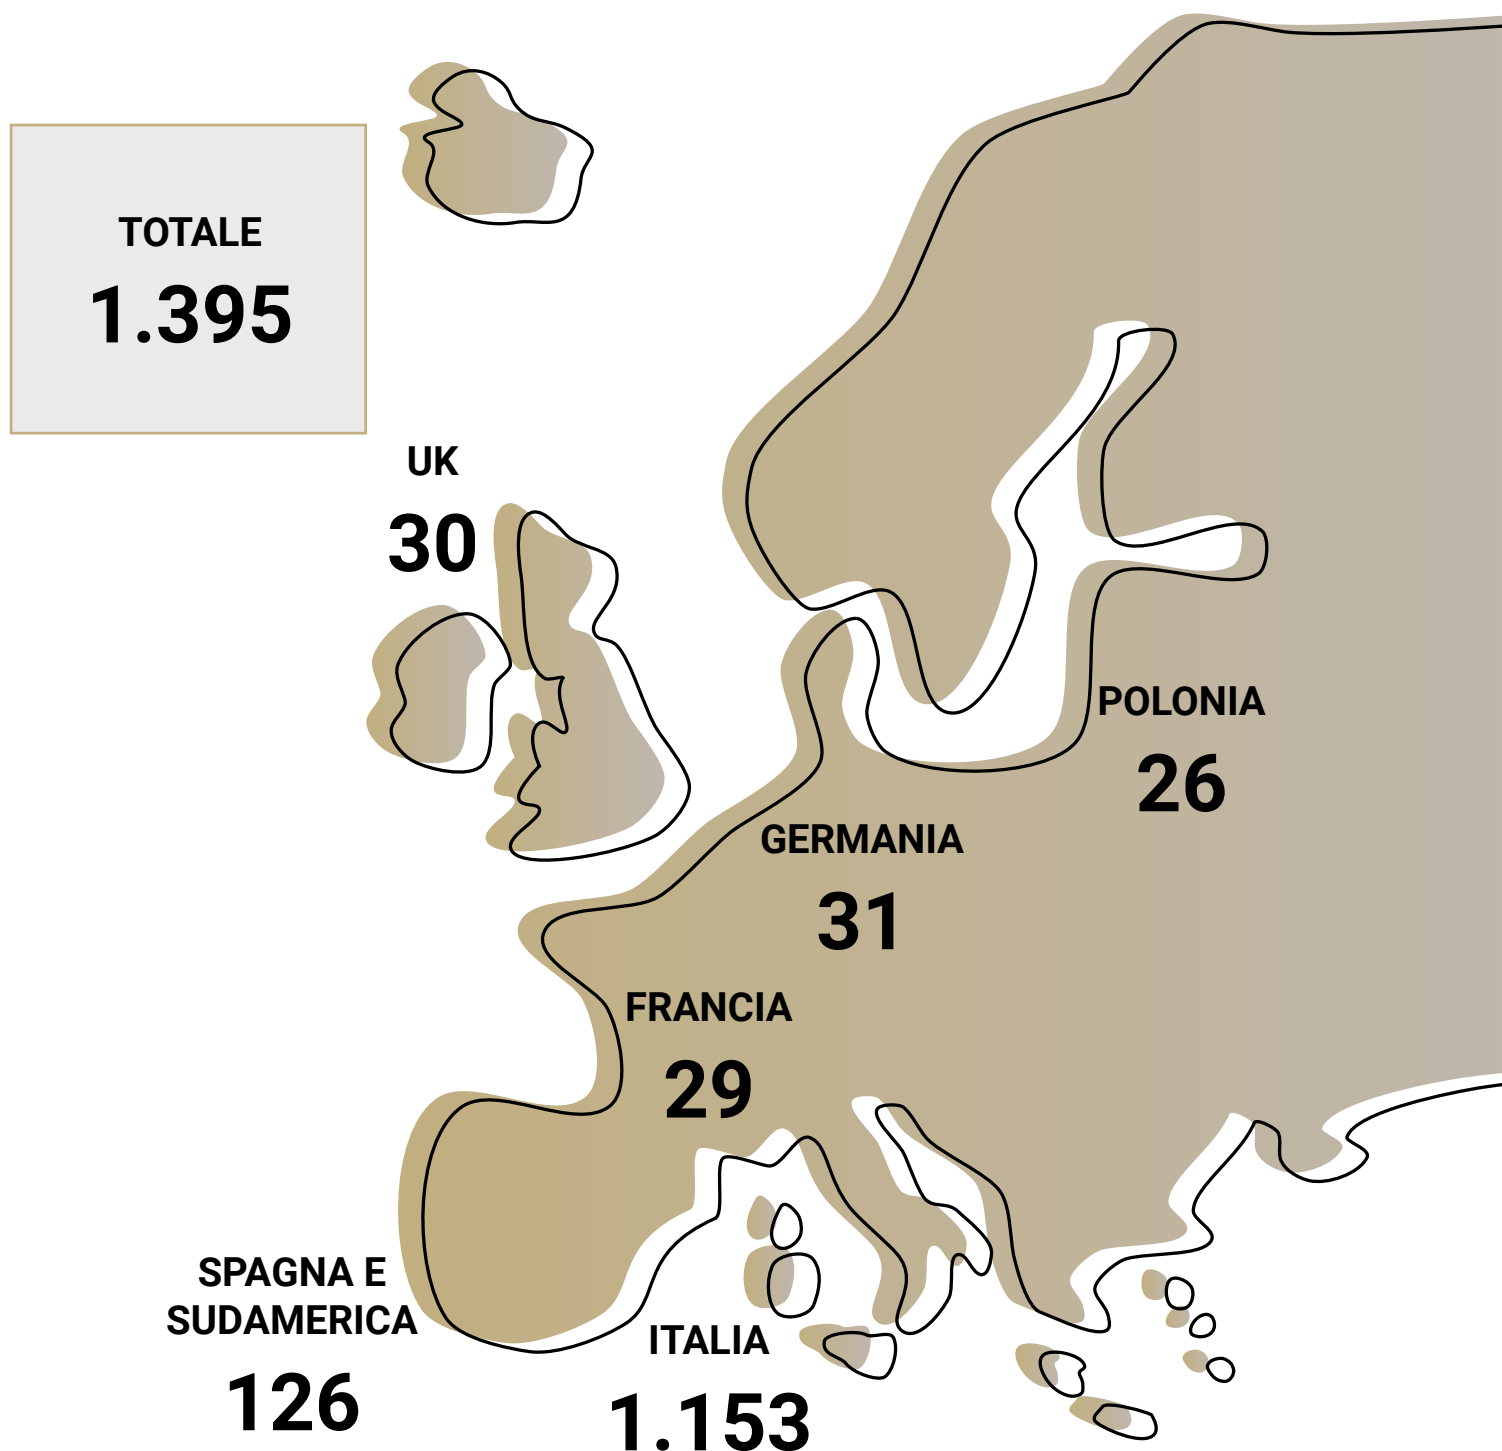 TOTALE
1.395
UK
30
POLONIA
26
GERMANIA
31
FRANCIA
29
SPAGNA E
SUDAMERICA
126
ITALIA
1.153